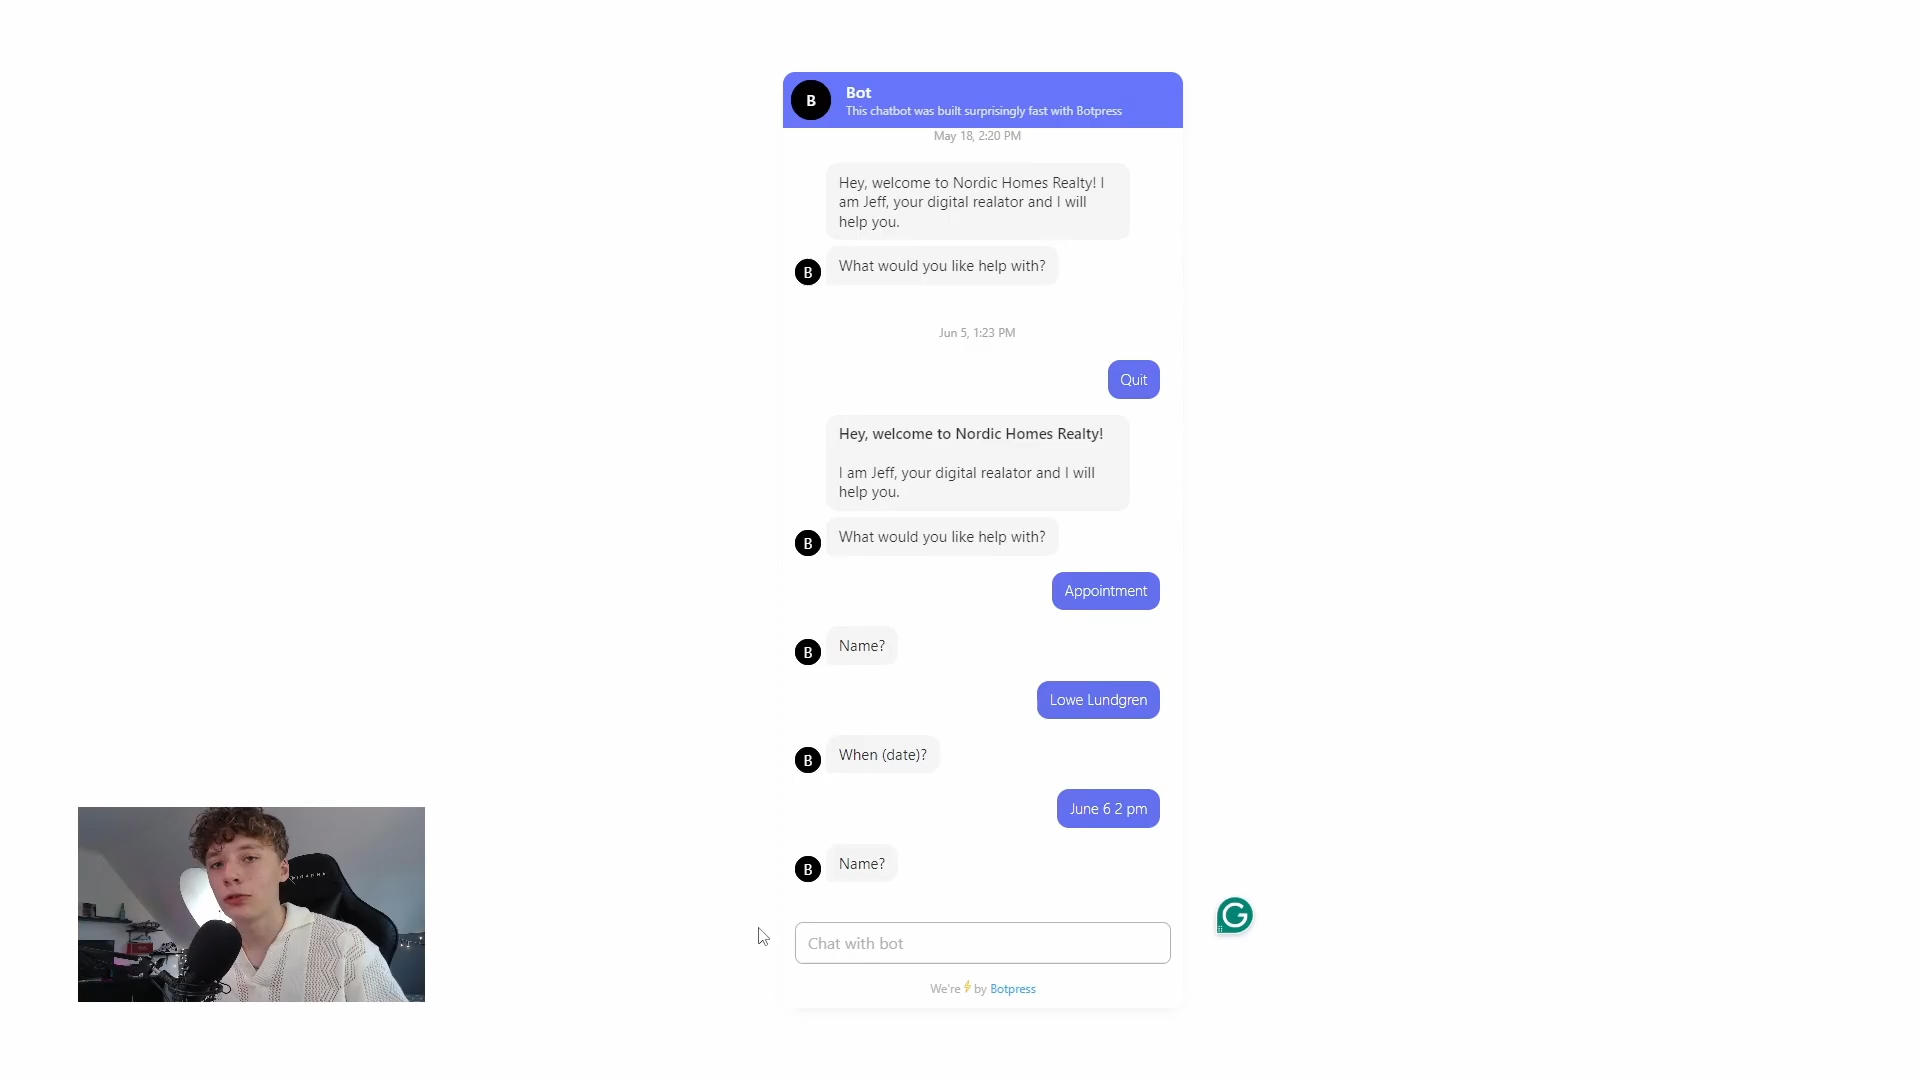 B
Bot
This chatbot was built surprisingly fast with Botpress
May 18, 2:20 PM
Hey, welcome to Nordic Homes Realty! I
am Jeff, your digital realator and I will
help you.
B
What would you like help with?
Jun 5, 1:23 PM
Quit
Hey, welcome to Nordic Homes Realty!
I am Jeff, your digital realator and I will
help you.
B
What would you like help with?
Appointment
B
Name?
Lowe Lundgren
B
When (date)?
June 6 2 pm
B
Name?
Chat with bot
G
We're⚡by Botpress